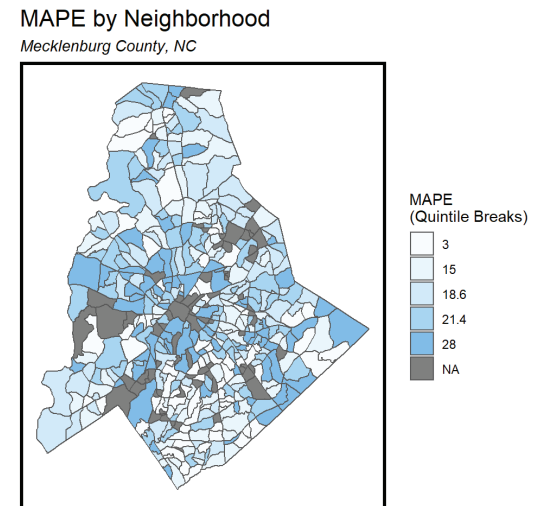 MAPE by Neighborhood
Mecklenburg County, NC
MAPE
(Quintile Breaks)
3
15
18.6
21.4
28
NA